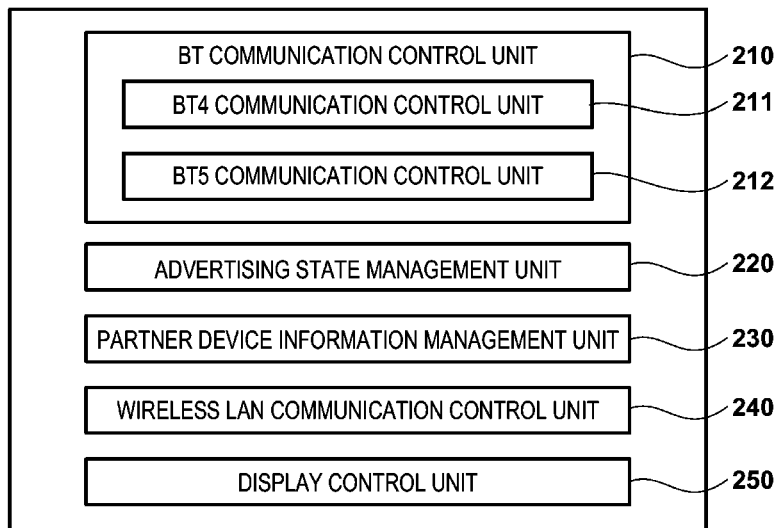 BT COMMUNICATION CONTROL UNIT 210
BT4 COMMUNICATION CONTROL UNIT 211
BT5 COMMUNICATION CONTROL UNIT 212
ADVERTISING STATE MANAGEMENT UNIT 220
PARTNER DEVICE INFORMATION MANAGEMENT UNIT 230
WIRELESS LAN COMMUNICATION CONTROL UNIT 240
DISPLAY CONTROL UNIT 250